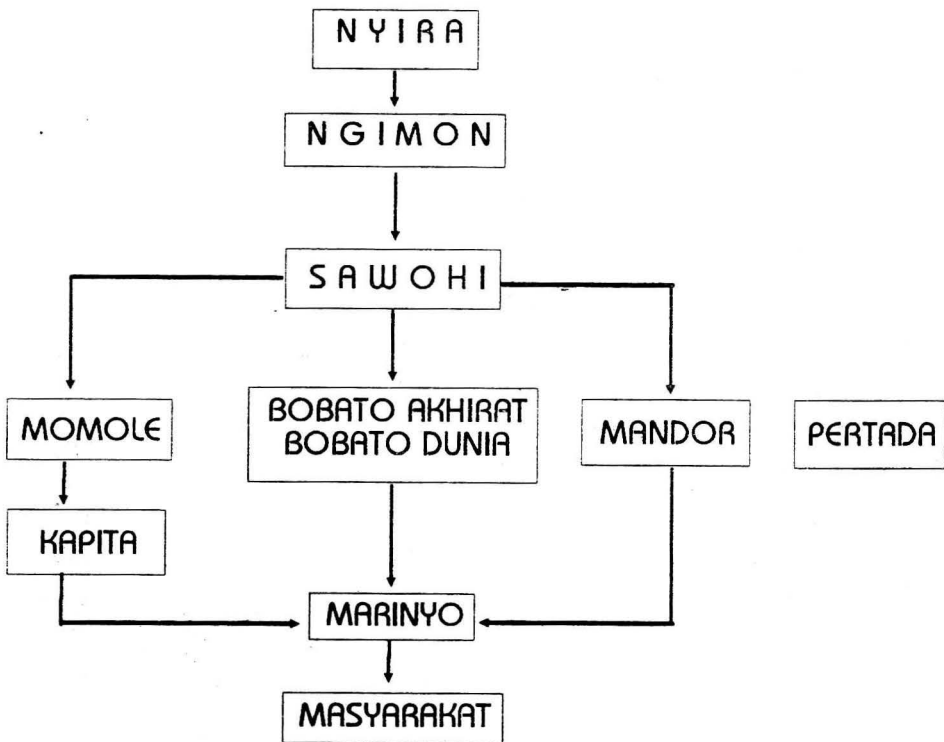 NYIRA
NGIMON
SAWOHI
MOMOLE
BOBATO AKHIRAT
BOBATO DUNIA
MANDOR
PERTADA
KAPITA
MARINYO
MASYARAKAT